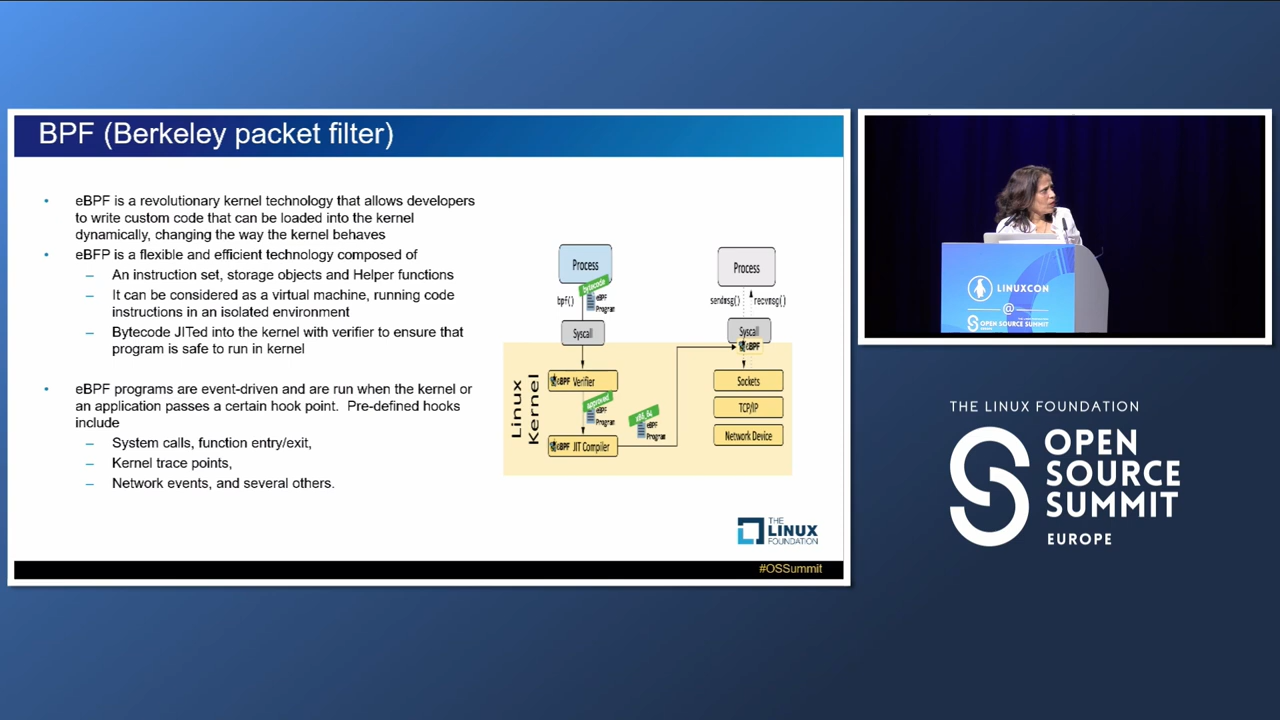 BPF (Berkeley packet filter)
• eBPF is a revolutionary kernel technology that allows developers
to write custom code that can be loaded into the kernel
dynamically, changing the way the kernel behaves
• eBFP is a flexible and efficient technology composed of
– An instruction set, storage objects and Helper functions
– It can be considered as a virtual machine, running code
instructions in an isolated environment
– Bytecode JITed into the kernel with verifier to ensure that
program is safe to run in kernel
• eBPF programs are event-driven and are run when the kernel or
an application passes a certain hook point. Pre-defined hooks
include
– System calls, function entry/exit,
– Kernel trace points,
– Network events, and several others.
Process
bytecode
bpf()
eBPF
Program
Syscall
Linux
Kernel
eBPF Verifier
approved
eBPF
Program
eBPF JIT Compiler
x86_64
eBPF
Program
Process
sendmsg()
recvmsg()
Syscall
eBPF
Sockets
TCP/IP
Network Device
THE
LINUX
FOUNDATION
#OSSummit
LINUXCON
@
OPEN SOURCE SUMMIT
THE LINUX FOUNDATION
OPEN
SOURCE
SUMMIT
EUROPE